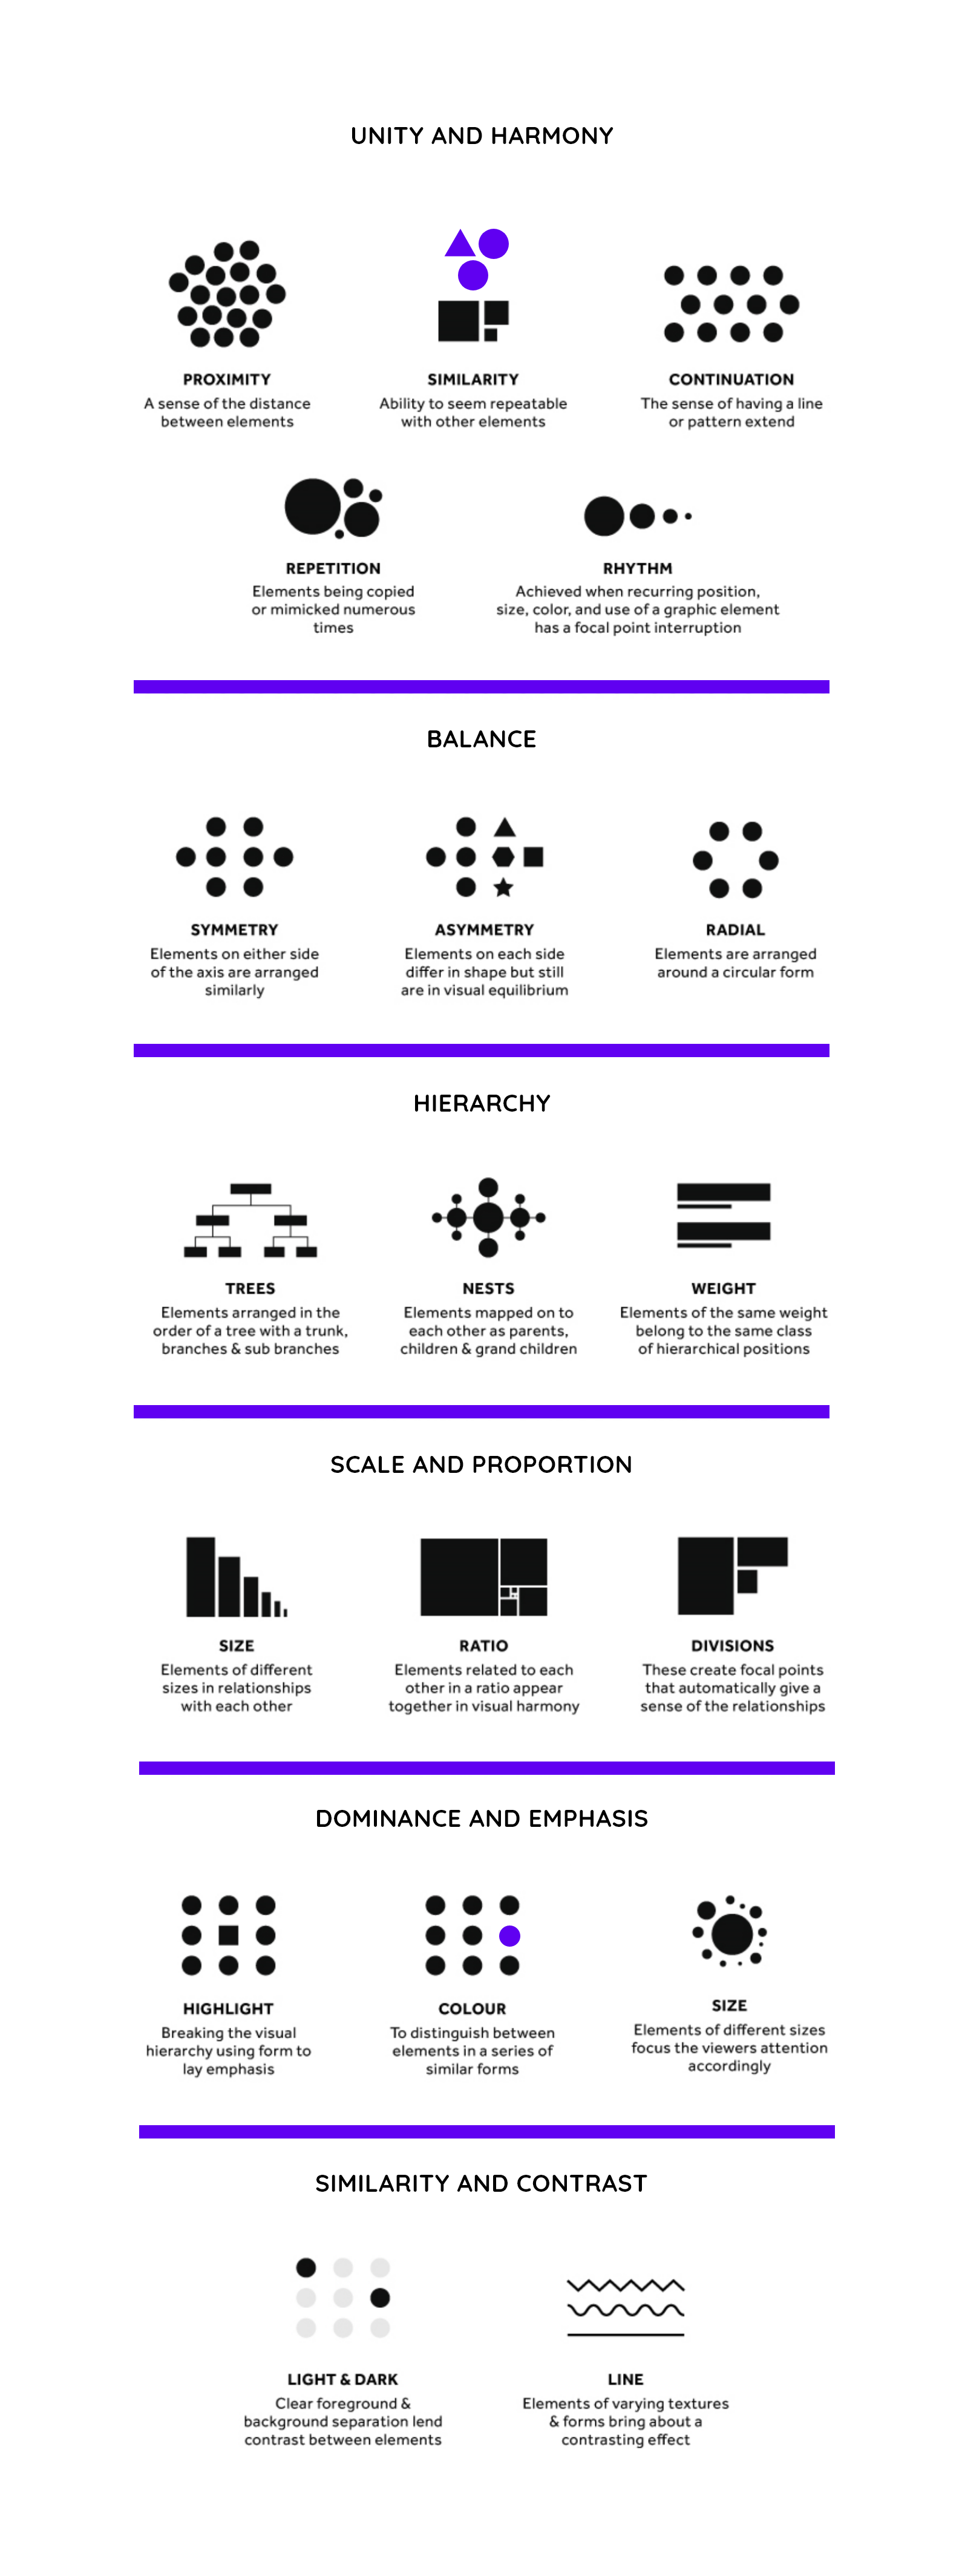 UNITY AND HARMONY
PROXIMITY
A sense of the distance
between elements
SIMILARITY
Ability to seem repeatable
with other elements
CONTINUATION
The sense of having a line
or pattern extend
REPETITION
Elements being copied
or mimicked numerous
times
RHYTHM
Achieved when recurring position,
size, color, and use of a graphic element
has a focal point interruption
BALANCE
SYMMETRY
Elements on either side
of the axis are arranged
similarly
ASYMMETRY
Elements on each side
differ in shape but still
are in visual equilibrium
RADIAL
Elements are arranged
around a circular form
HIERARCHY
TREES
Elements arranged in the
order of a tree with a trunk,
branches & sub branches
NESTS
Elements mapped on to
each other as parents,
children & grand children
WEIGHT
Elements of the same weight
belong to the same class
of hierarchical positions
SCALE AND PROPORTION
SIZE
Elements of different
sizes in relationships
with each other
RATIO
Elements related to each
other in a ratio appear
together in visual harmony
DIVISIONS
These create focal points
that automatically give a
sense of the relationships
DOMINANCE AND EMPHASIS
HIGHLIGHT
Breaking the visual
hierarchy using form to
lay emphasis
COLOUR
To distinguish between
elements in a series of
similar forms
SIZE
Elements of different sizes
focus the viewers attention
accordingly
SIMILARITY AND CONTRAST
LIGHT & DARK
Clear foreground &
background separation lend
contrast between elements
LINE
Elements of varying textures
& forms bring about a
contrasting effect